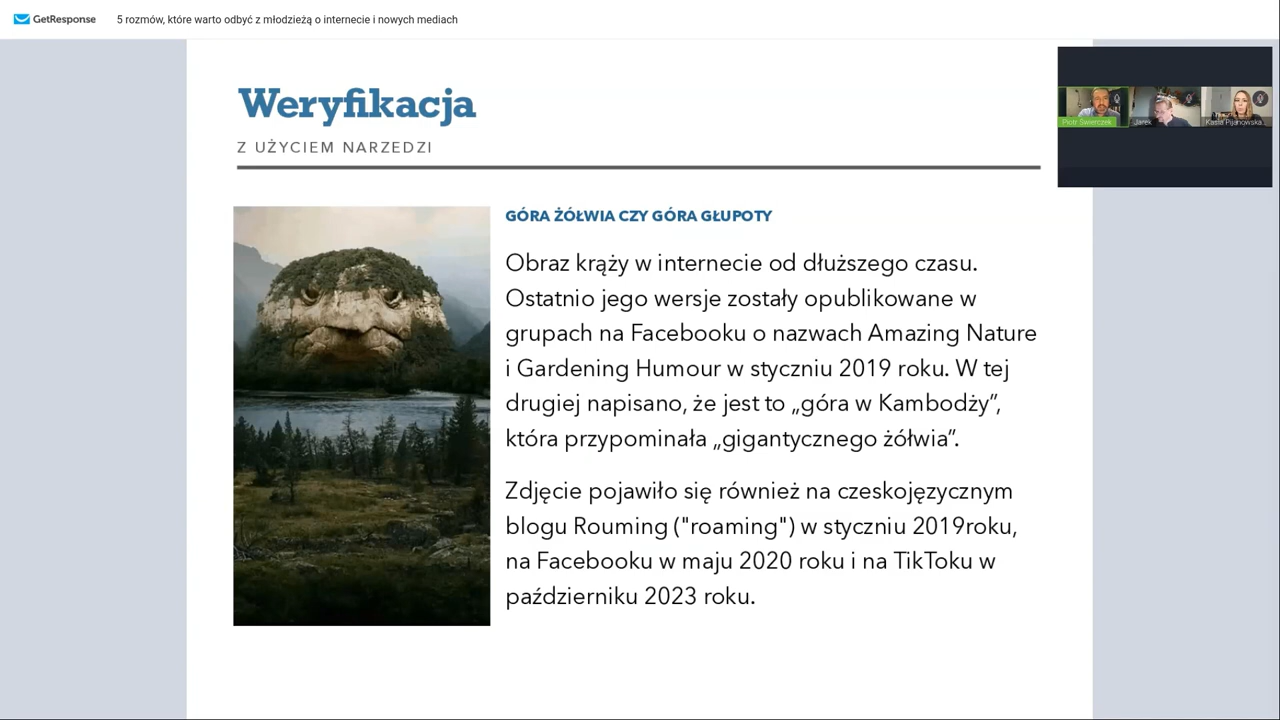 GetResponse 5 rozmów, które warto odbyć z młodzieżą o internecie i nowych mediach
Weryfikacja
Z UŻYCIEM NARZEDZI
Piotr Świerczek Jarek Kasia Pijanowska
GÓRA ŻÓŁWIA CZY GÓRA GŁUPOTY
Obraz krąży w internecie od dłuższego czasu.
Ostatnio jego wersje zostały opublikowane w
grupach na Facebooku o nazwach Amazing Nature
i Gardening Humour w styczniu 2019 roku. W tej
drugiej napisano, że jest to „góra w Kambodży”,
która przypominała „gigantycznego żółwia”.
Zdjęcie pojawiło się również na czeskojęzycznym
blogu Rouming ("roaming") w styczniu 2019roku,
na Facebooku w maju 2020 roku i na TikToku w
październiku 2023 roku.